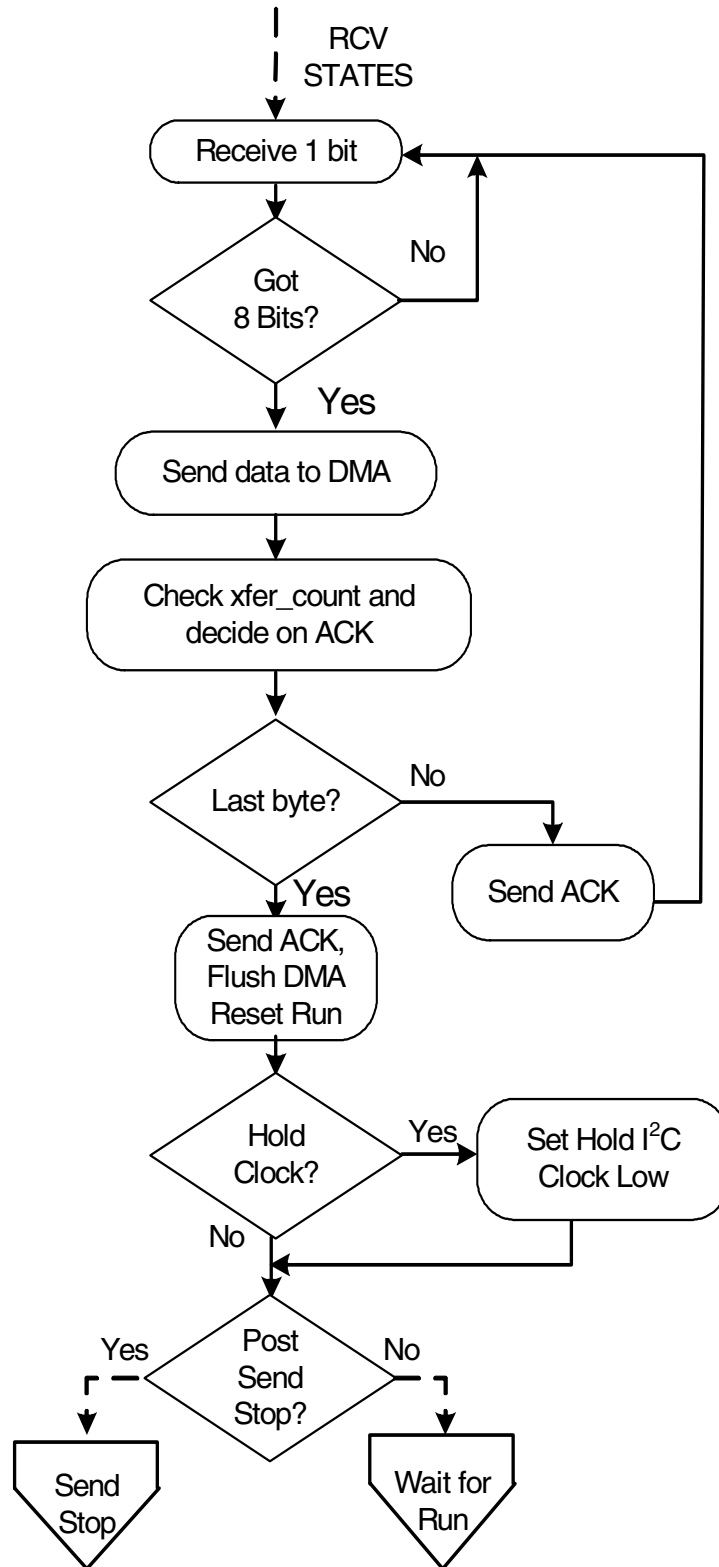 RCV
STATES
Receive 1 bit
No
Got
8 Bits?
Yes
Send data to DMA
Check xfer_count and
decide on ACK
No
Last byte?
Send ACK
Yes
Send ACK,
Flush DMA
Reset Run
Hold
Clock?
Yes
Set Hold I²C
Clock Low
No
Post
Send
Stop?
Yes
No
Send
Stop
Wait for
Run